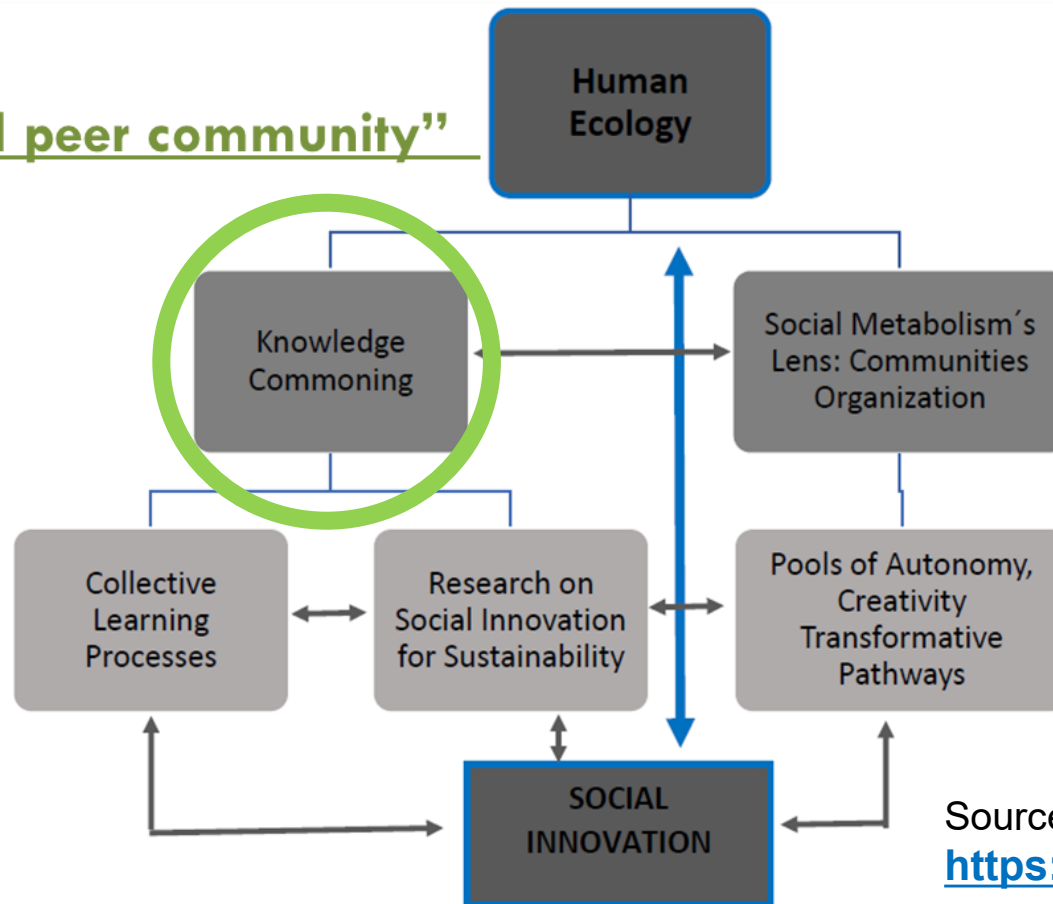 Human
Ecology
peer community”
Knowledge
Commoning
Social Metabolism´s
Lens: Communities
Organization
Collective
Learning
Processes
Research on
Social Innovation
for Sustainability
Pools of Autonomy,
Creativity
Transformative
Pathways
SOCIAL
INNOVATION
Source
https: